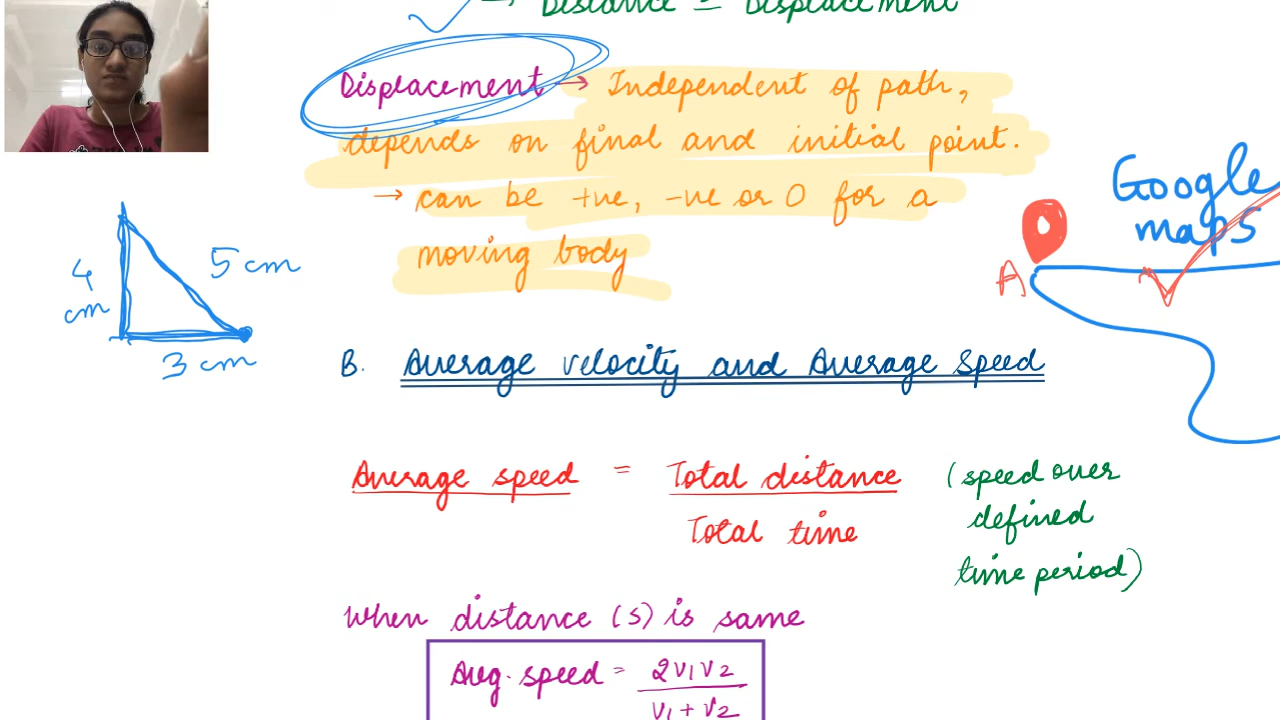 → Distance = Displacement
Displacement → Independent of path,
depends on final and initial point.
→ can be +ve, -ve or 0 for a
moving body
4
cm
5 cm
3 cm
Google
maps
A
B. Average velocity and Average Speed
Average speed = Total distance
Total time
(speed over
defined
time period)
When distance (s) is same
Avg. speed = 2v1v2
v1 + v2